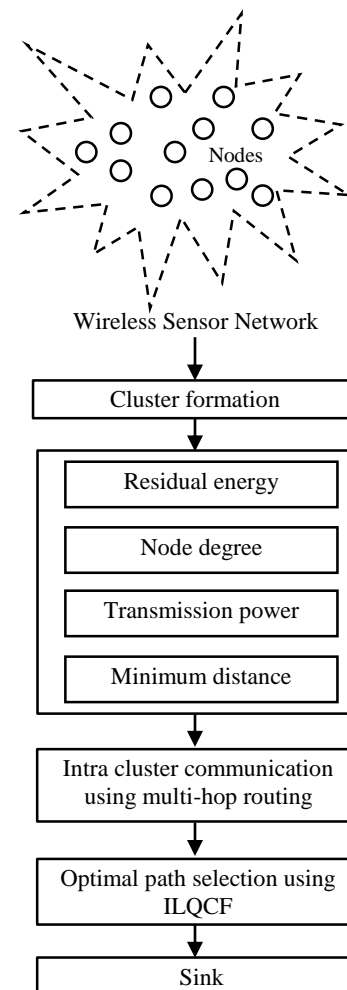 Nodes
Wireless Sensor Network
Cluster formation
Residual energy
Node degree
Transmission power
Minimum distance
Intra cluster communication
using multi-hop routing
Optimal path selection using
ILQCF
Sink